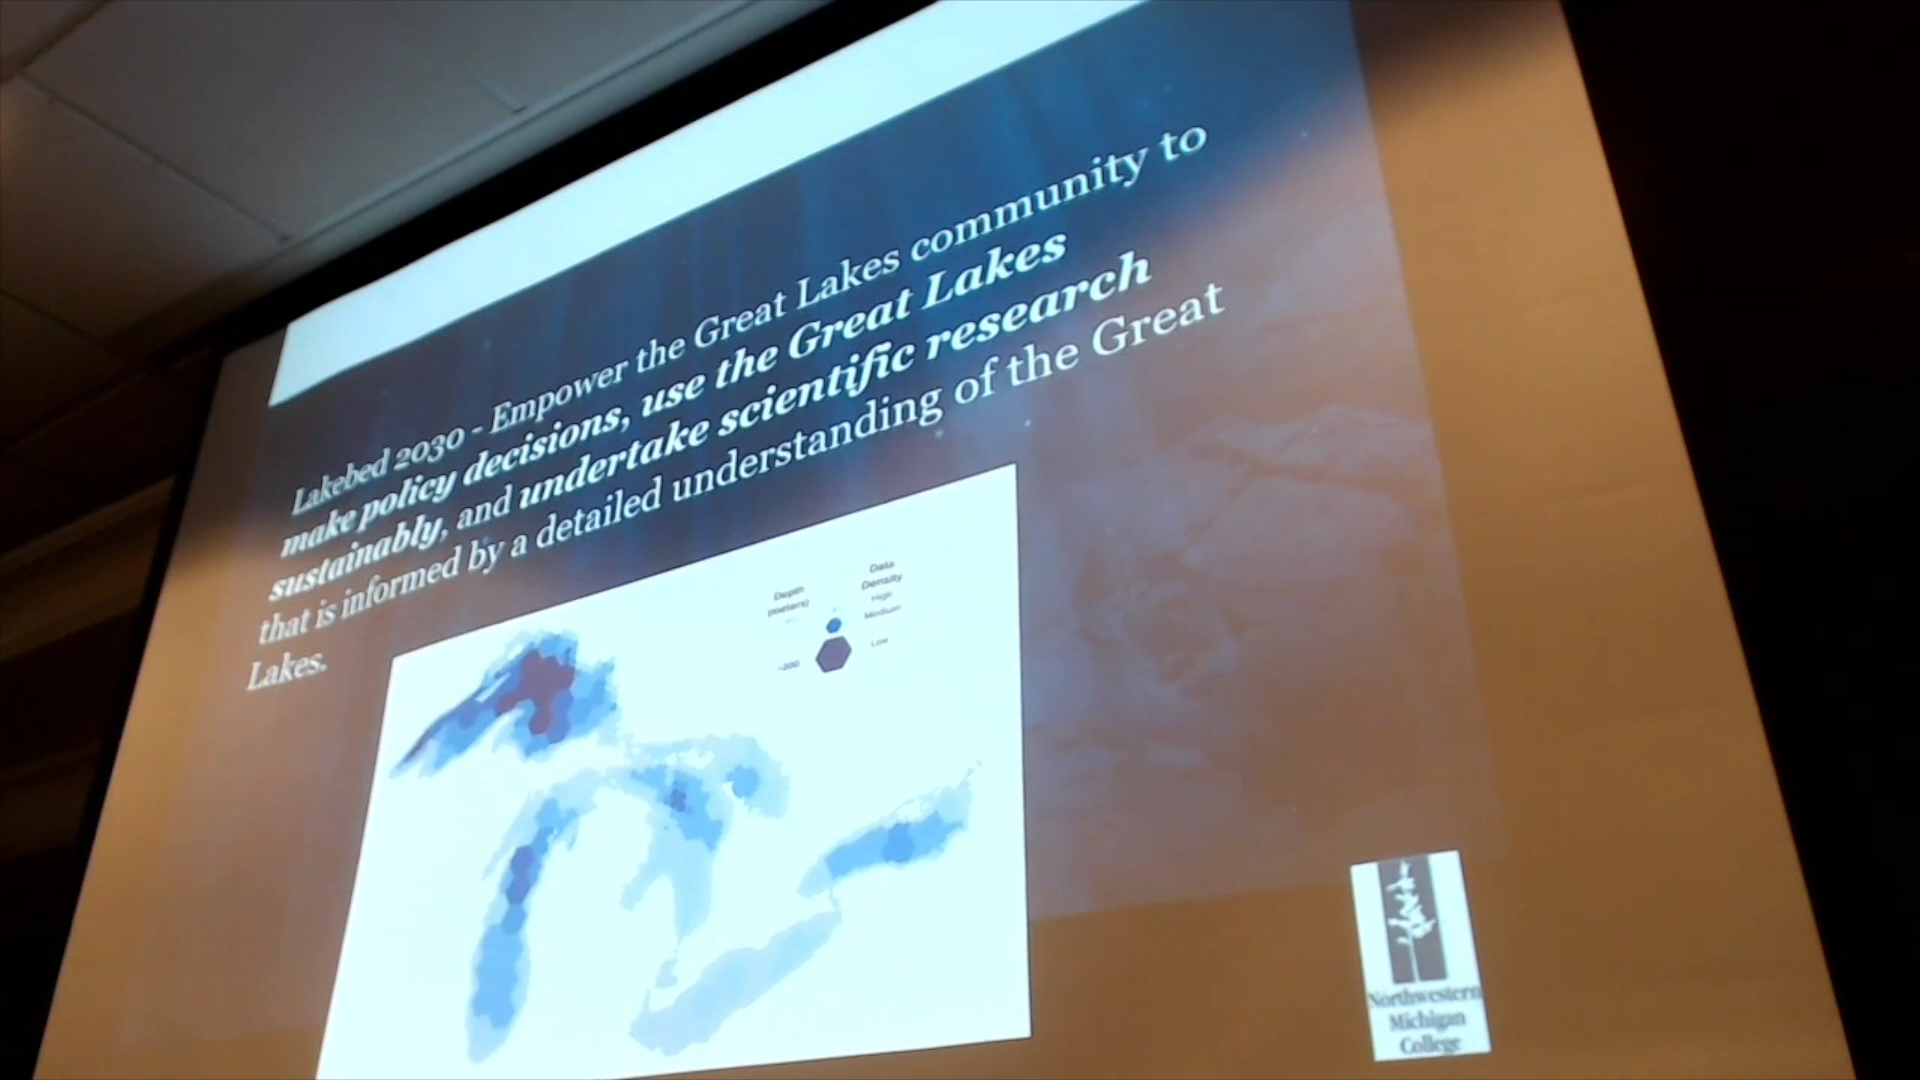 Lakebed 2030 - Empower the Great Lakes community to
make policy decisions, use the Great Lakes
sustainably, and undertake scientific research
that is informed by a detailed understanding of the Great
Lakes.
Depth
(meters)
-200
Data
Density
High
Medium
Low
Northwestern
Michigan
College